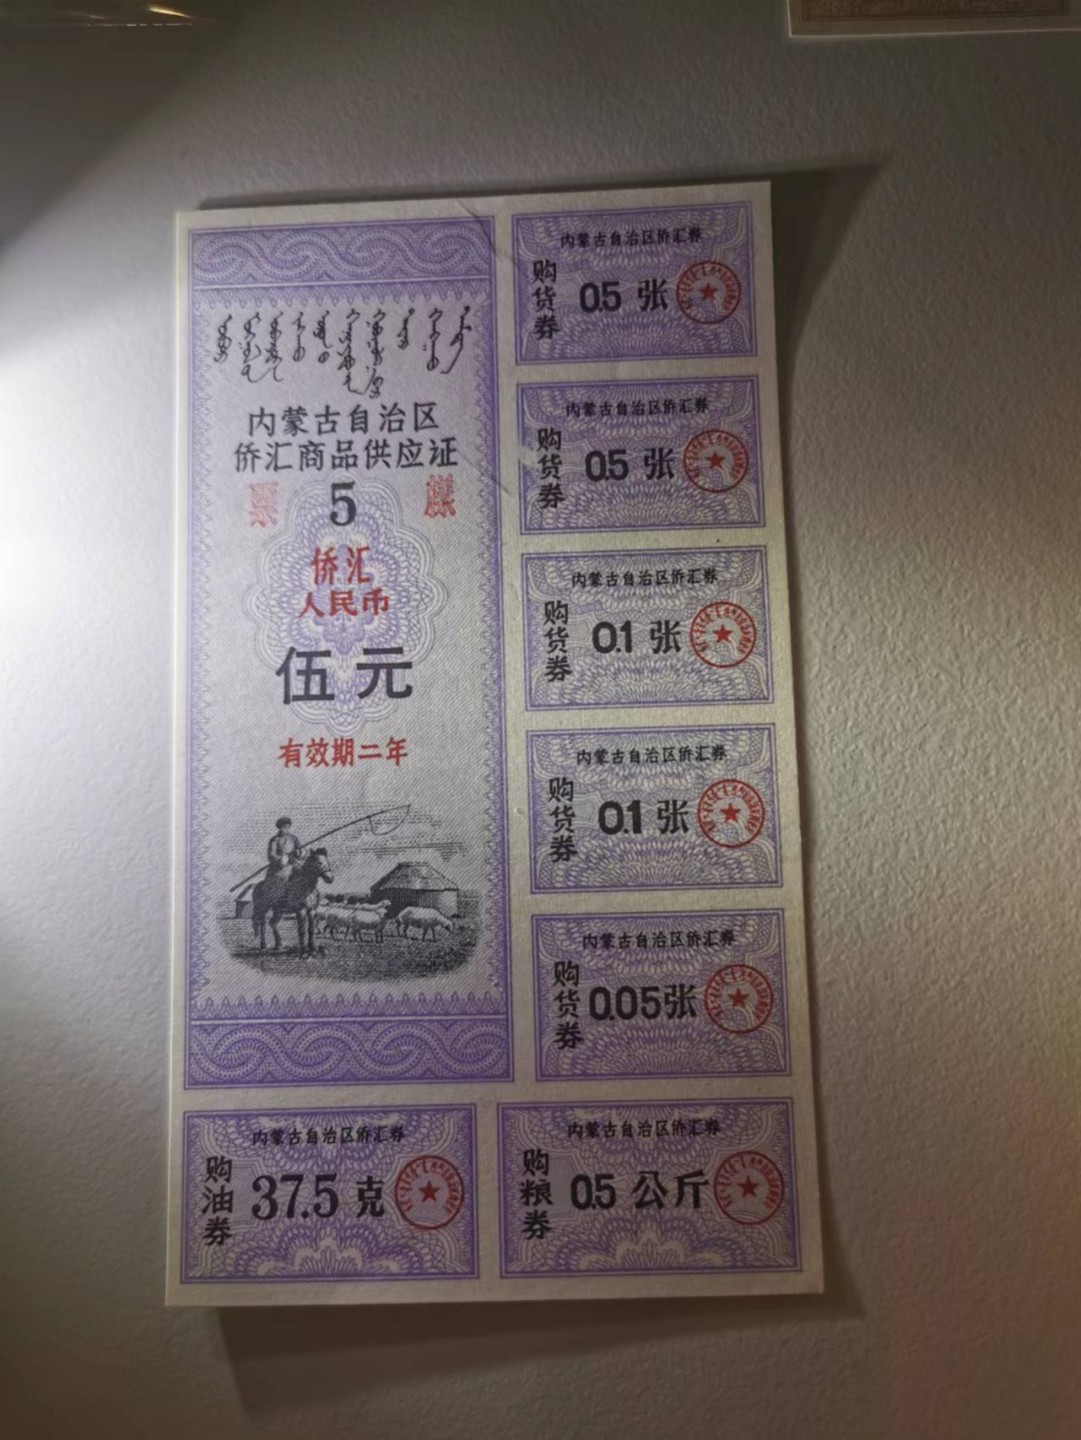 内蒙古自治区
侨汇商品供应证
票 5 樣
侨汇
人民币
伍元
有效期二年
内蒙古自治区侨汇券
购货券 0.5 张
内蒙古自治区侨汇券
购货券 0.5 张
内蒙古自治区侨汇券
购货券 0.1 张
内蒙古自治区侨汇券
购货券 0.1 张
内蒙古自治区侨汇券
购货券 0.05张
内蒙古自治区侨汇券
购油券 37.5 克
内蒙古自治区侨汇券
购粮券 0.5 公斤